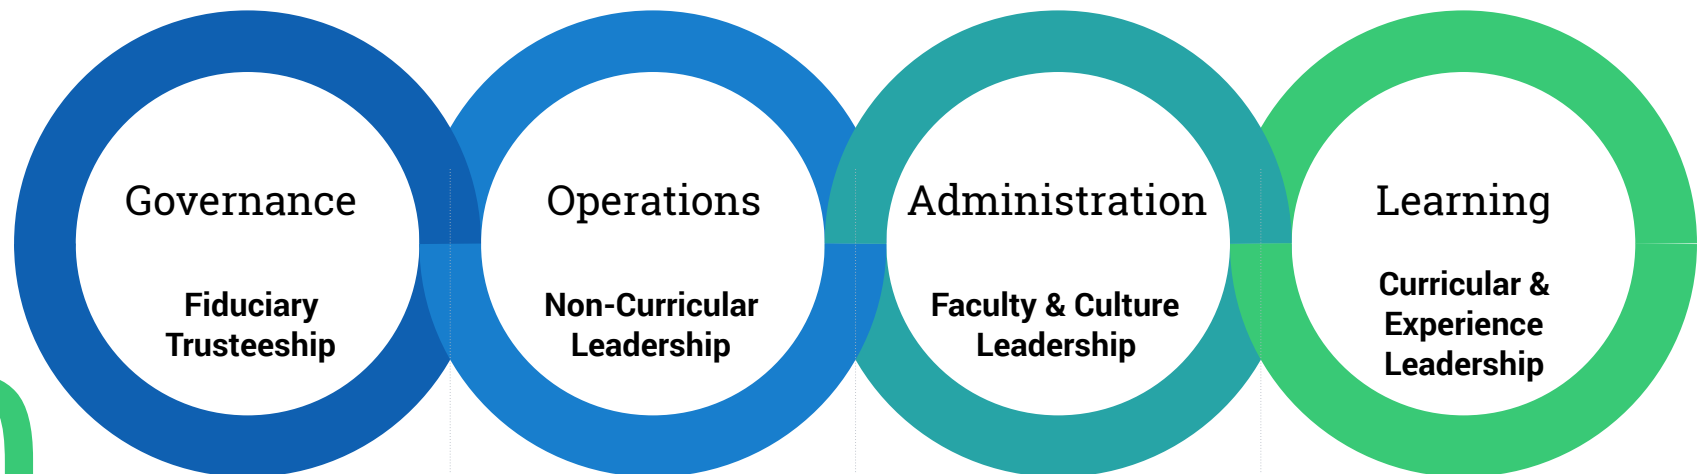 Governance
Fiduciary
Trusteeship
Operations
Non-Curricular
Leadership
Administration
Faculty & Culture
Leadership
Learning
Curricular &
Experience
Leadership